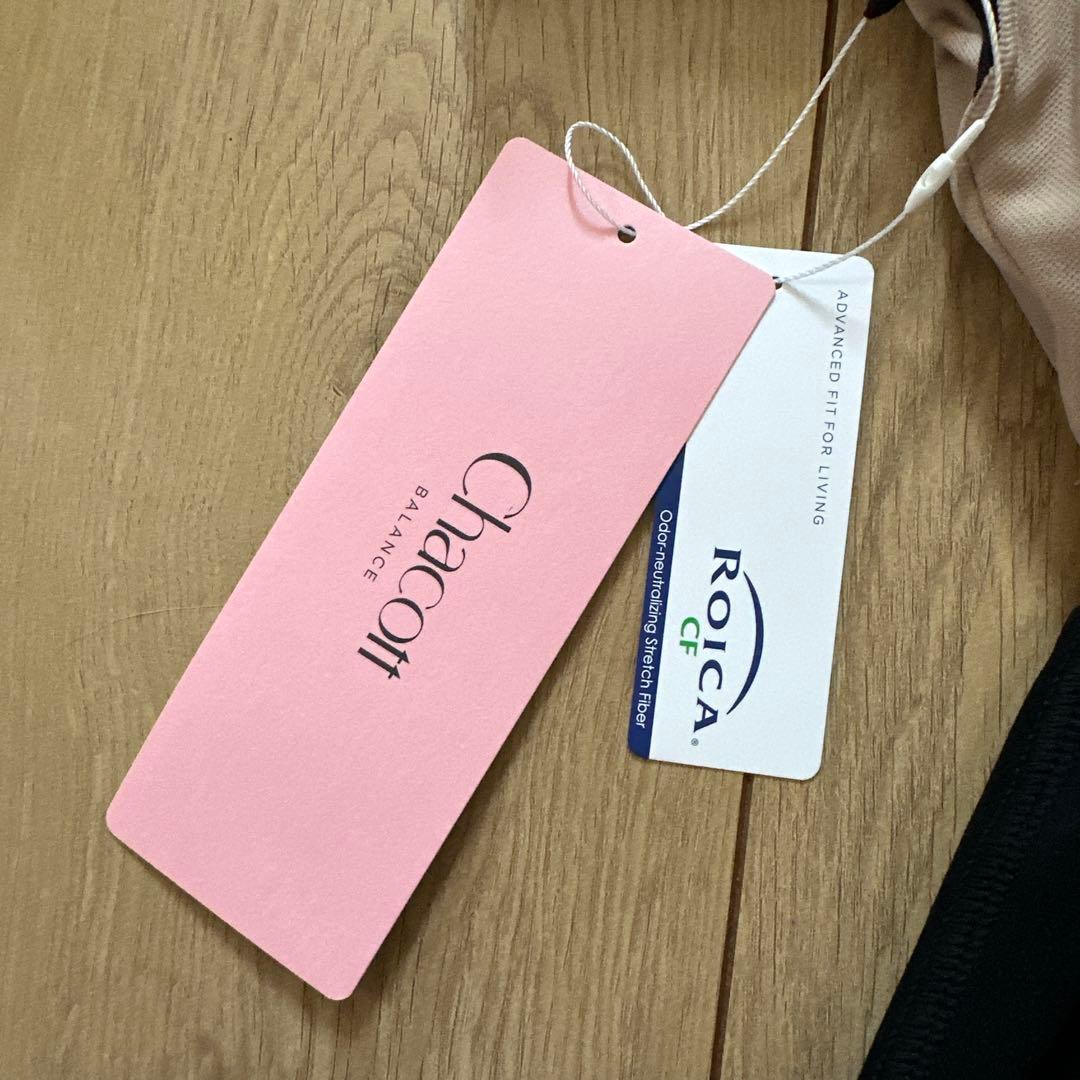 Chacott
BALANCE
ADVANCED FIT FOR LIVING
ROICA®
CF
Odor-neutralizing Stretch Fiber